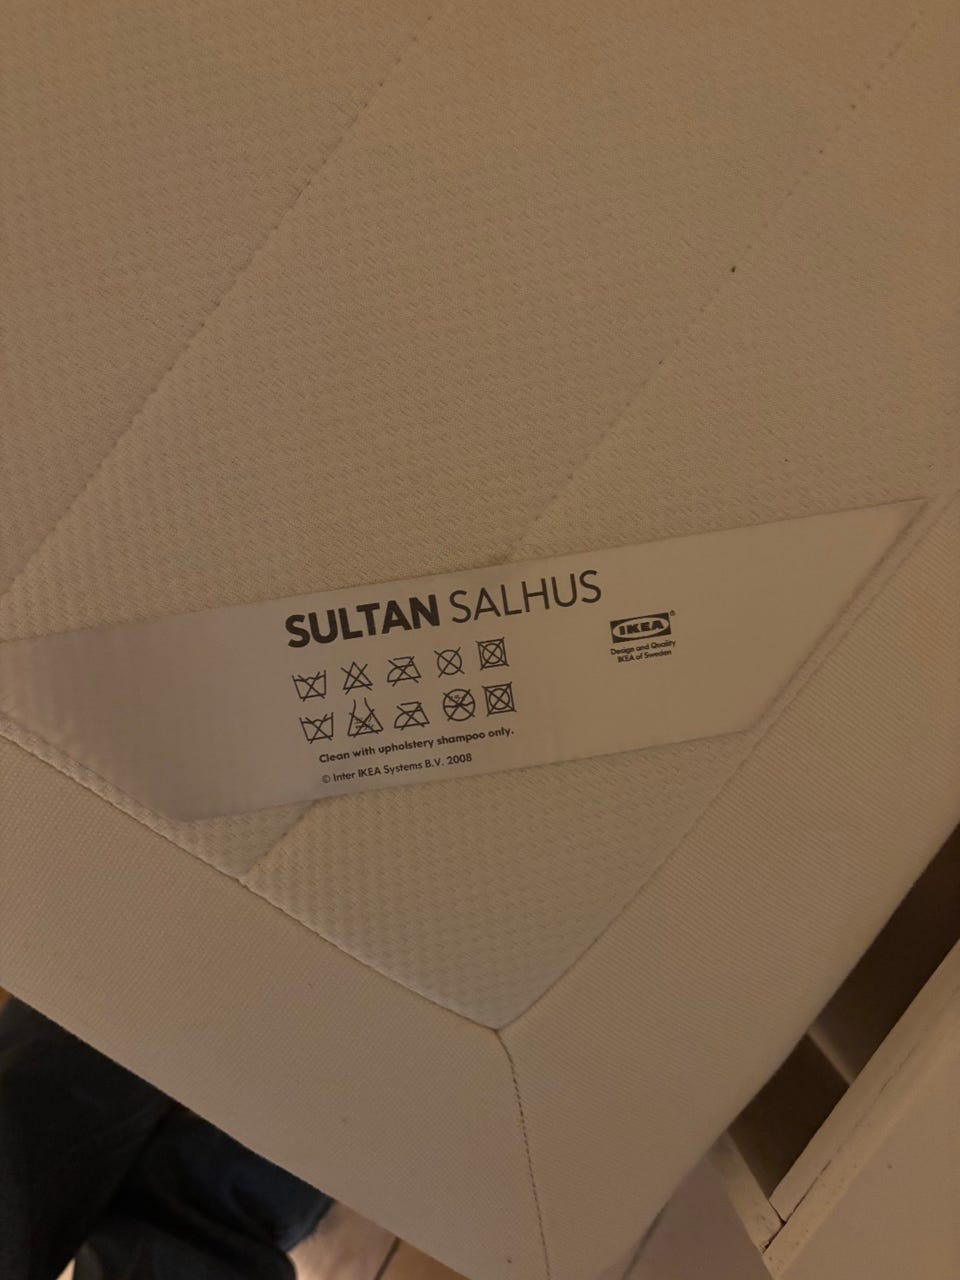 SULTAN SALHUS
IKEA®
Design and Quality
IKEA of Sweden
Clean with upholstery shampoo only.
© Inter IKEA Systems B.V. 2008